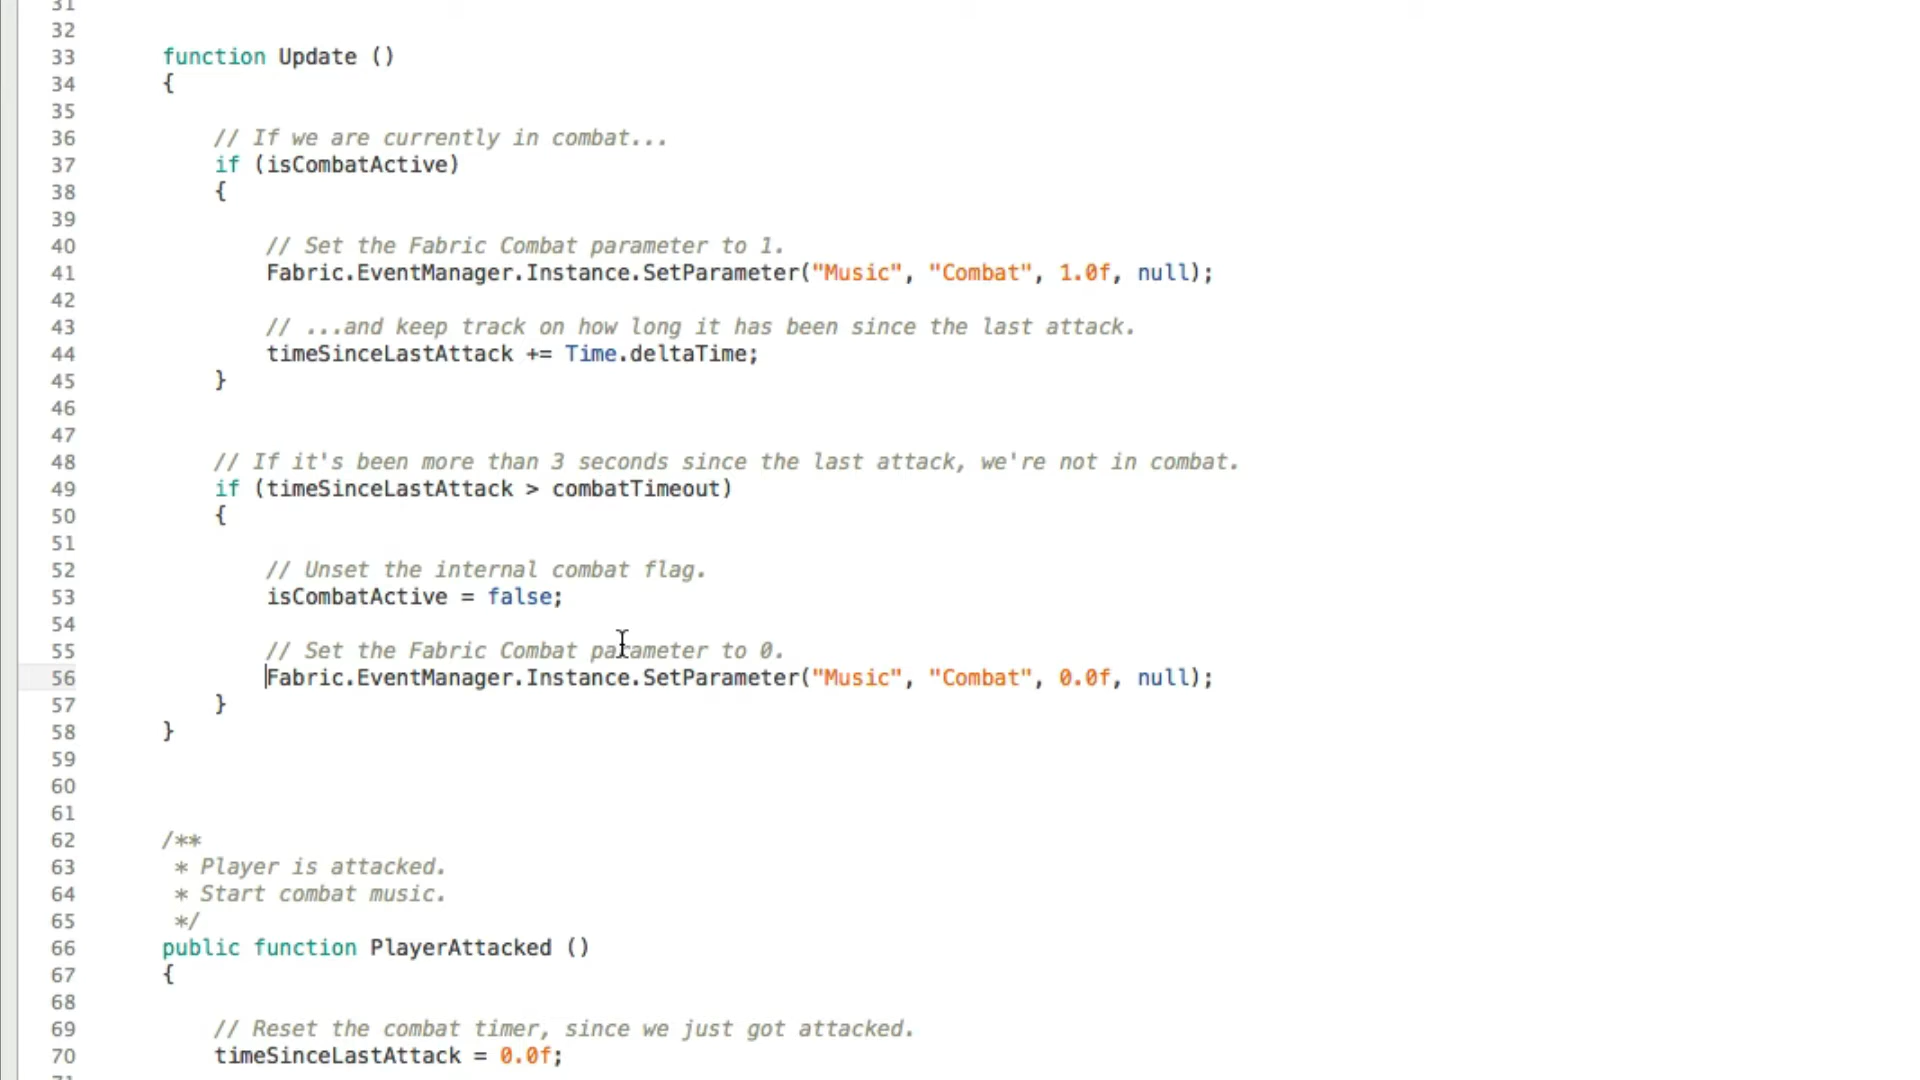 31
32
33 function Update ()
34 {
35
36 // If we are currently in combat...
37 if (isCombatActive)
38 {
39
40 // Set the Fabric Combat parameter to 1.
41 Fabric.EventManager.Instance.SetParameter("Music", "Combat", 1.0f, null);
42
43 // ...and keep track on how long it has been since the last attack.
44 timeSinceLastAttack += Time.deltaTime;
45 }
46
47
48 // If it's been more than 3 seconds since the last attack, we're not in combat.
49 if (timeSinceLastAttack > combatTimeout)
50 {
51
52 // Unset the internal combat flag.
53 isCombatActive = false;
54
55 // Set the Fabric Combat parameter to 0.
56 Fabric.EventManager.Instance.SetParameter("Music", "Combat", 0.0f, null);
57 }
58 }
59
60
61
62 /**
63 * Player is attacked.
64 * Start combat music.
65 */
66 public function PlayerAttacked ()
67 {
68
69 // Reset the combat timer, since we just got attacked.
70 timeSinceLastAttack = 0.0f;
71